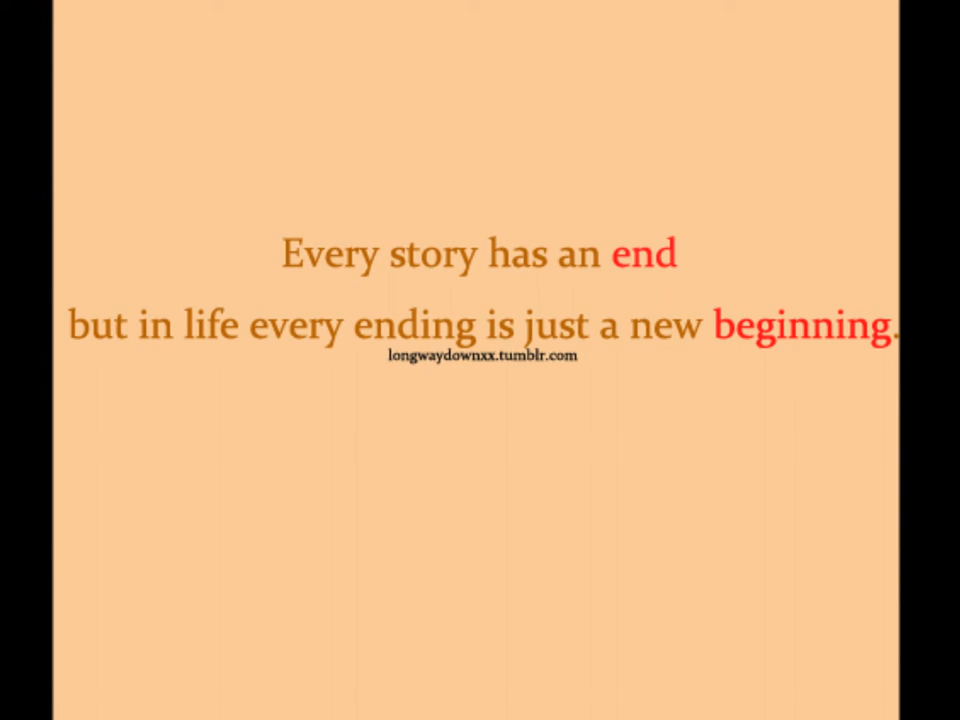 Every story has an end
but in life every ending is just a new beginning.
longwaydownxx.tumblr.com